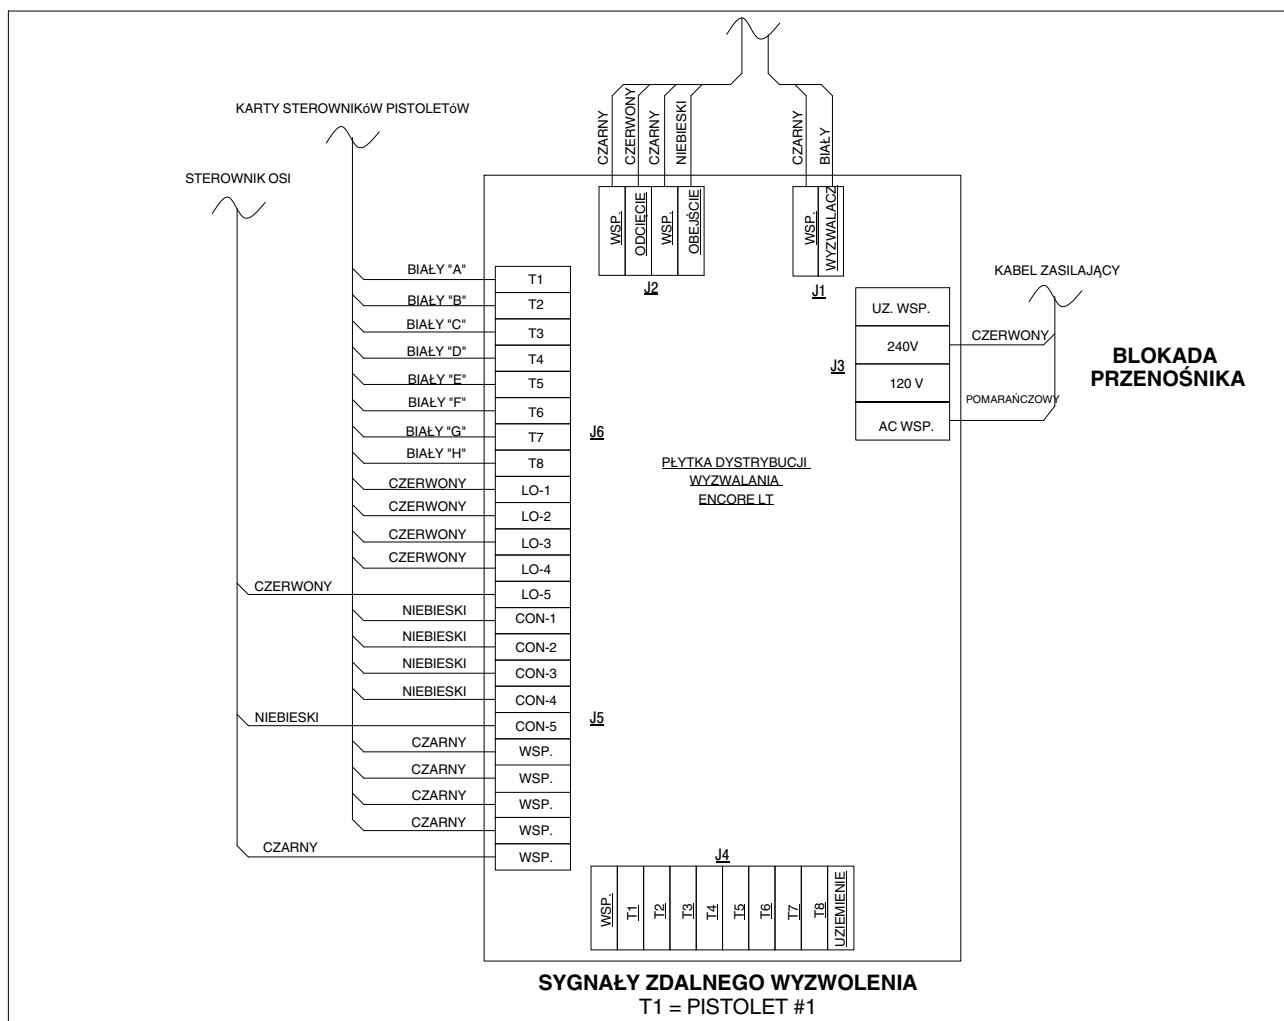 KARTY STEROWNIKóW PISTOLETóW
STEROWNIK OSI
CZARNY
CZERWONY
CZARNY
NIEBIESKI
CZARNY
BIAŁY
WSP.
ODCIĘCIE
WSP.
OBEJŚCIE
J2
WSP.
WYZWALACZ
J1
KABEL ZASILAJĄCY
UZ. WSP.
240V
CZERWONY
120 V
AC WSP.
POMARAŃCZOWY
J3
BLOKADA
PRZENOŚNIKA
BIAŁY "A" T1
BIAŁY "B" T2
BIAŁY "C" T3
BIAŁY "D" T4
BIAŁY "E" T5
BIAŁY "F" T6
BIAŁY "G" T7
BIAŁY "H" T8
J6
CZERWONY LO-1
CZERWONY LO-2
CZERWONY LO-3
CZERWONY LO-4
CZERWONY LO-5
NIEBIESKI CON-1
NIEBIESKI CON-2
NIEBIESKI CON-3
NIEBIESKI CON-4
NIEBIESKI CON-5
J5
CZARNY WSP.
CZARNY WSP.
CZARNY WSP.
CZARNY WSP.
CZARNY WSP.
PŁYTKA DYSTRYBUCJI
WYZWALANIA
ENCORE LT
J4
WSP.
T1
T2
T3
T4
T5
T6
T7
T8
UZIEMIENIE
SYGNAŁY ZDALNEGO WYZWOLENIA
T1 = PISTOLET #1